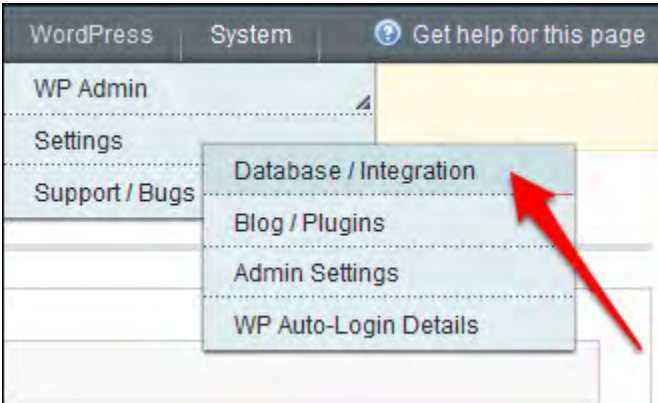 WordPress System Get help for this page
WP Admin
Settings
Support / Bugs
Database / Integration
Blog / Plugins
Admin Settings
WP Auto-Login Details